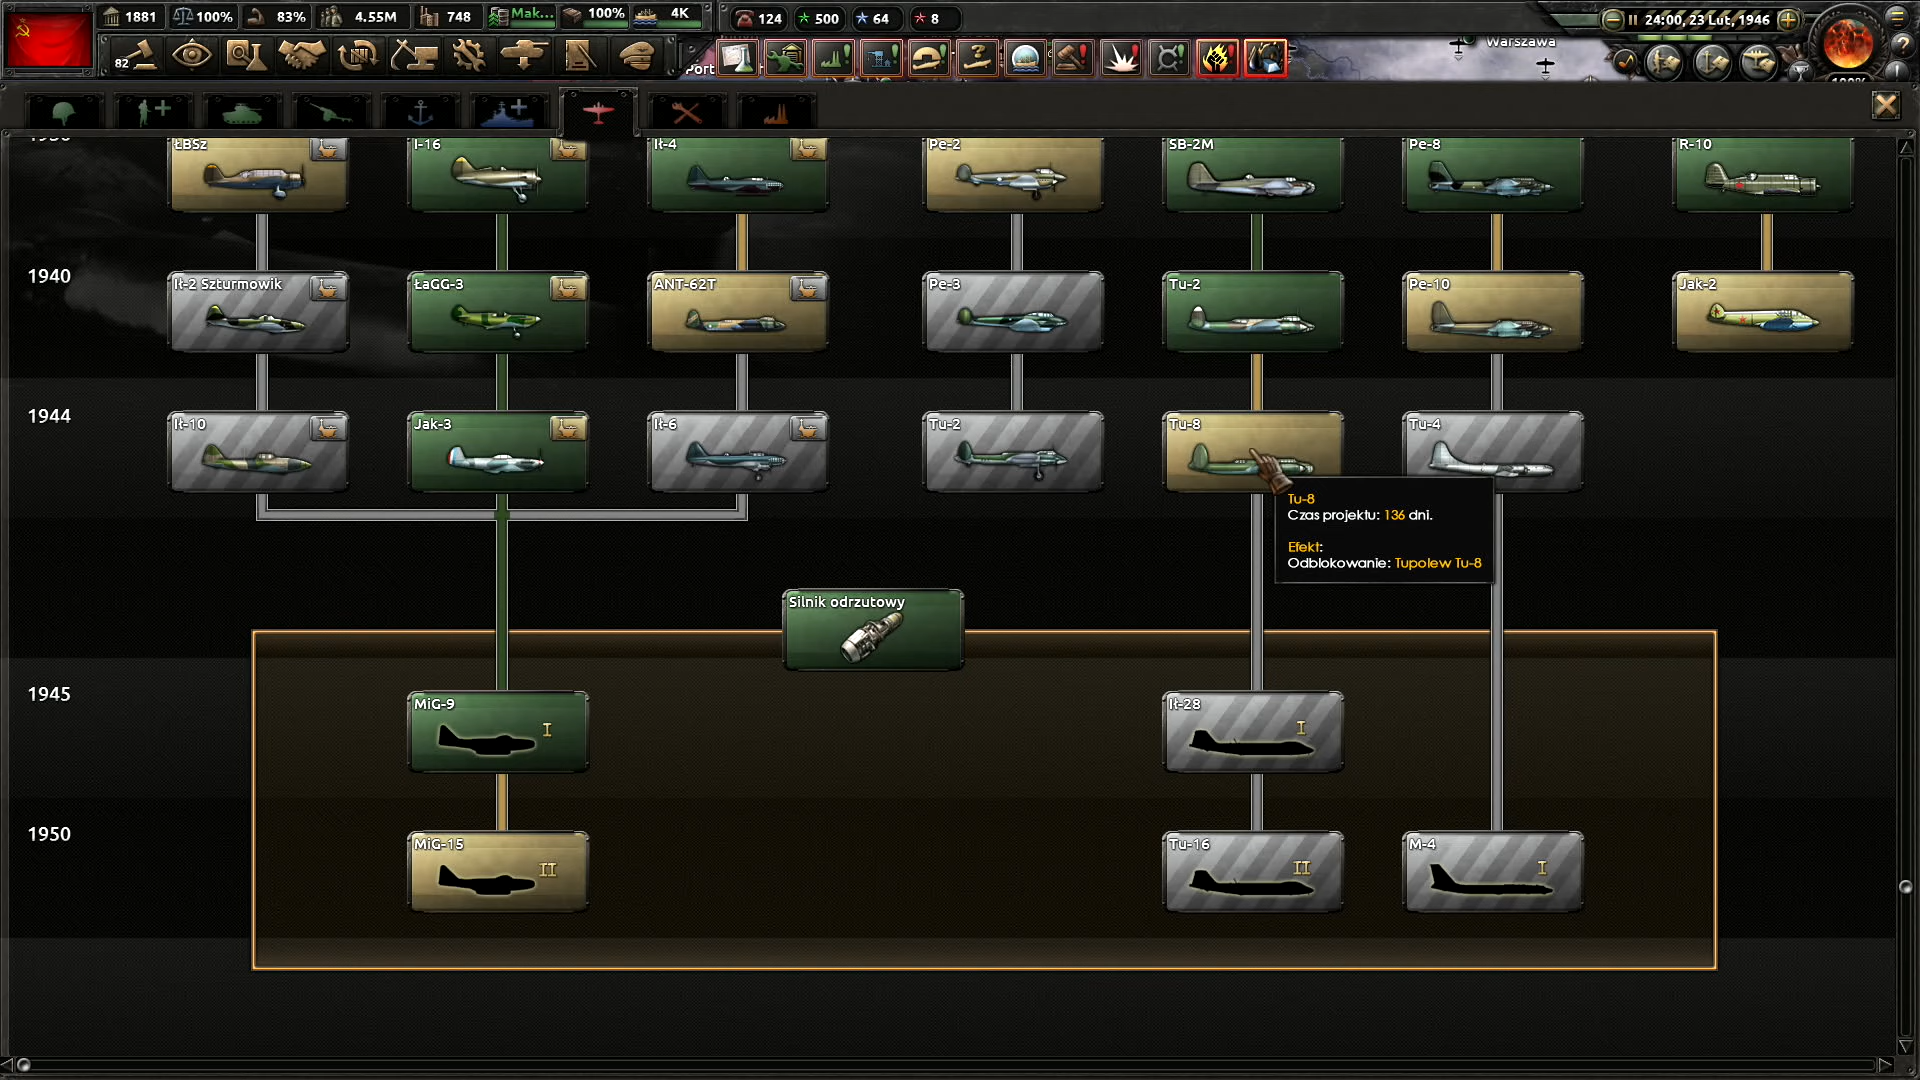 1881
100%
83%
4.55M
748
Mak...
100%
4K
124
500
64
8
24:00, 23 Lut, 1946
82
Port
Warszawa
100%
ŁBSz
I-16
Ił-4
Pe-2
SB-2M
Pe-8
R-10
1940
Ił-2 Szturmowik
ŁaGG-3
ANT-62T
Pe-3
Tu-2
Pe-10
Jak-2
1944
Ił-10
Jak-3
Ił-6
Tu-2
Tu-8
Tu-4
Tu-8
Czas projektu: 136 dni.
Efekt:
Odblokowanie: Tupolew Tu-8
Silnik odrzutowy
1945
MiG-9
I
Ił-28
I
1950
MiG-15
II
Tu-16
II
M-4
I